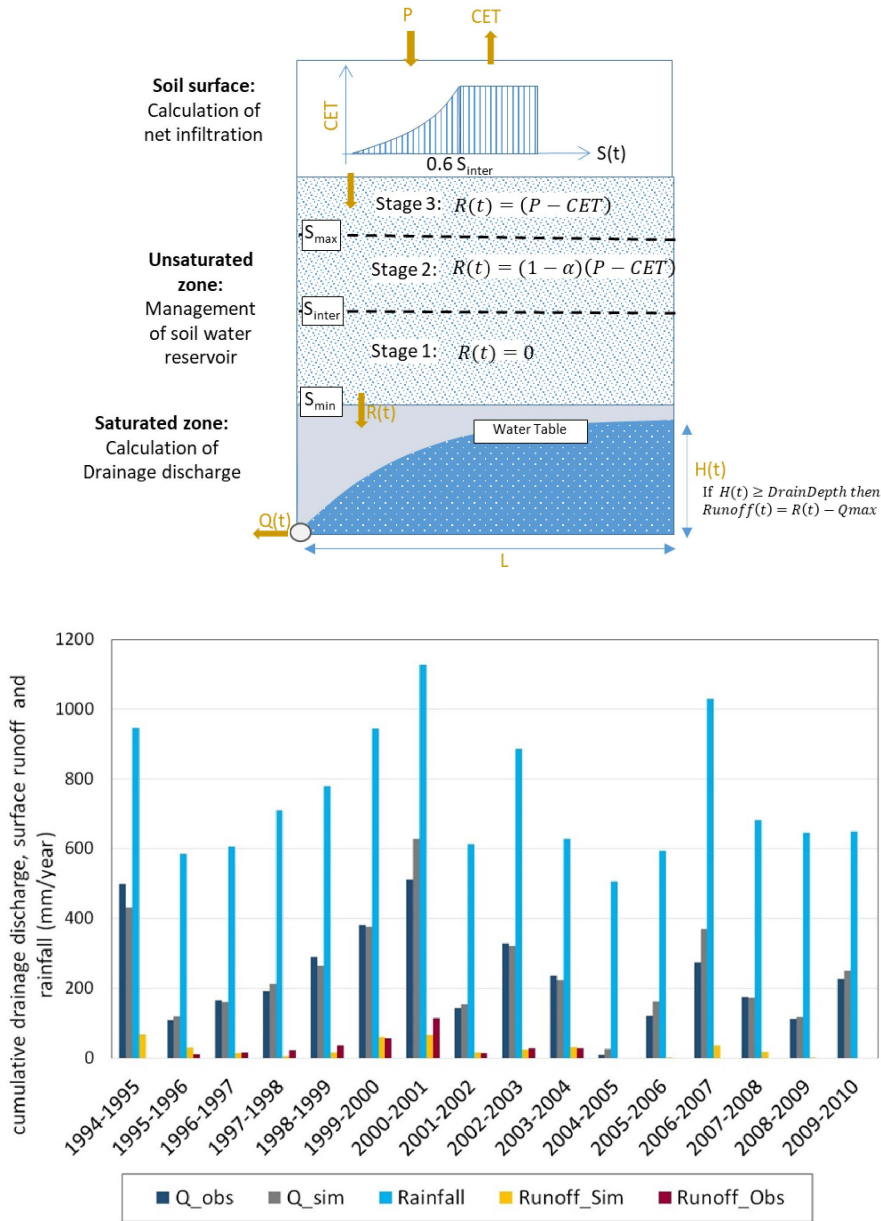 P
CET
Soil surface:
Calculation of
net infiltration
CET
S(t)
0.6 S_inter
Stage 3: R(t) = (P − CET)
S_max
Stage 2: R(t) = (1 − α)(P − CET)
Unsaturated
zone:
Management
of soil water
reservoir
S_inter
Stage 1: R(t) = 0
S_min
R(t)
Saturated zone:
Calculation of
Drainage discharge
Water Table
H(t)
If H(t) ≥ DrainDepth then
Runoff(t) = R(t) − Qmax
Q(t)
L
cumulative drainage discharge, surface runoff and
rainfall (mm/year)
1200
1000
800
600
400
200
0
1994-1995
1995-1996
1996-1997
1997-1998
1998-1999
1999-2000
2000-2001
2001-2002
2002-2003
2003-2004
2004-2005
2005-2006
2006-2007
2007-2008
2008-2009
2009-2010
Q_obs
Q_sim
Rainfall
Runoff_Sim
Runoff_Obs